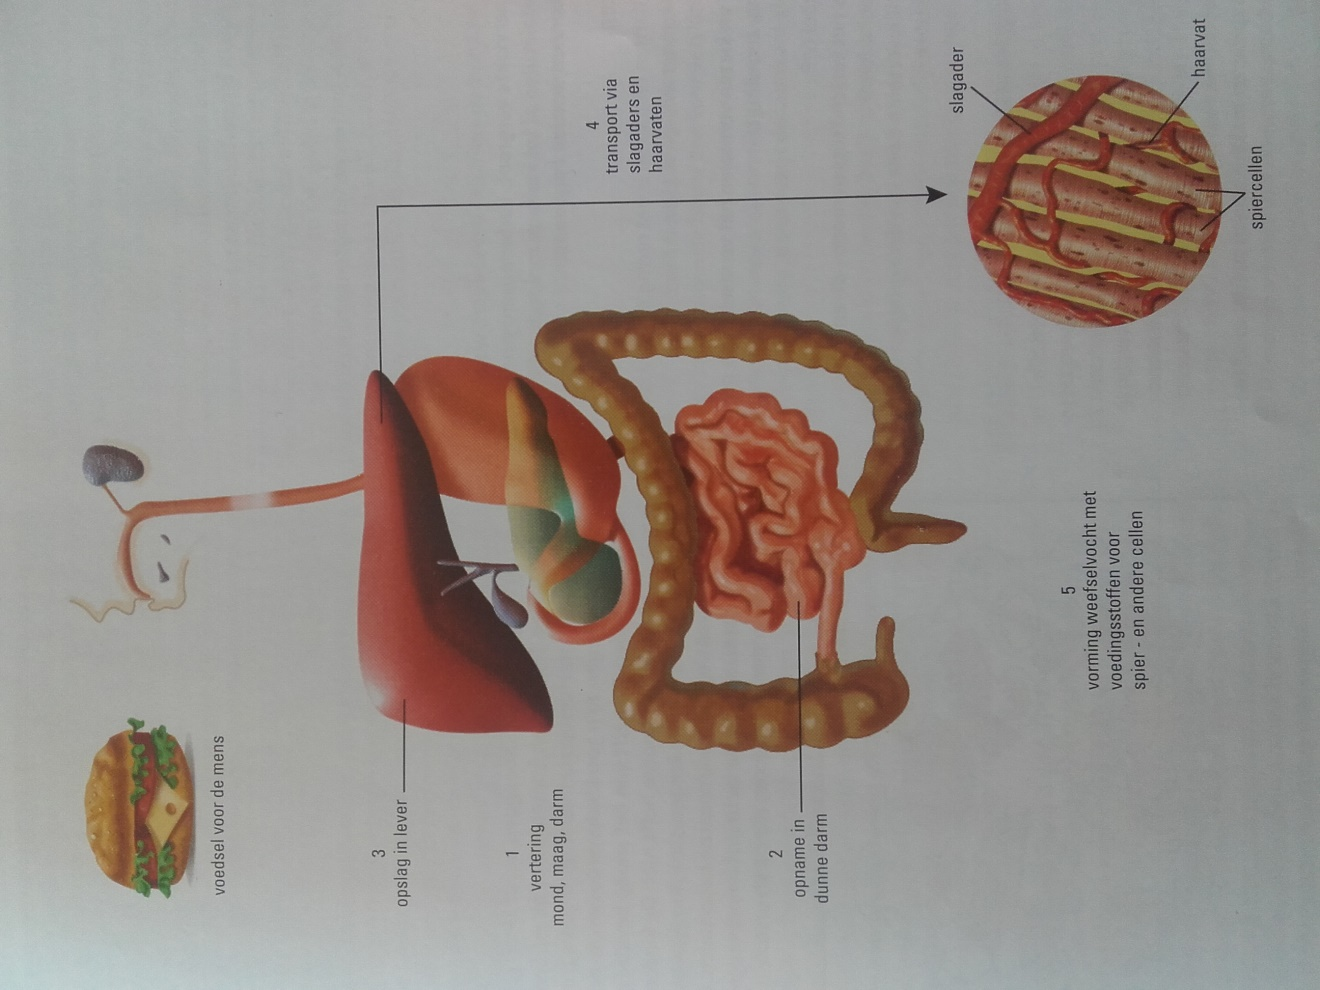 voedsel voor de mens
3
opslag in lever
1
vertering
mond, maag, darm
2
opname in
dunne darm
4
transport via
slagaders en
haarvaten
slagader
haarvat
spiercellen
5
vorming weefselvocht met
voedingsstoffen voor
spier - en andere cellen